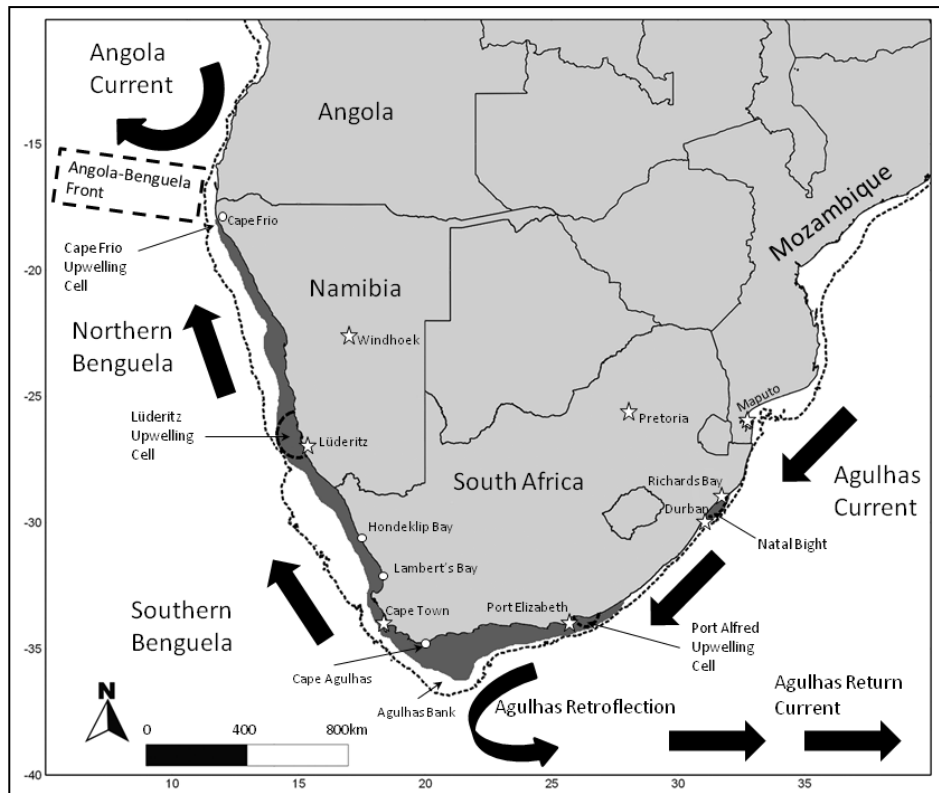 Angola
Current
Angola
-15
Angola-Benguela
Front
Mozambique
Cape Frio
Cape Frio
Upwelling
Cell
-20
Namibia
Northern
Benguela
Windhoek
-25
Lüderitz
Upwelling
Cell
Lüderitz
Pretoria
Maputo
Agulhas
Current
South Africa
Richards Bay
Durban
Natal Bight
-30
Hondeklip Bay
Lambert's Bay
Southern
Benguela
Cape Town
Port Elizabeth
Port Alfred
Upwelling
Cell
-35
Cape Agulhas
Agulhas Bank
Agulhas Retroflection
Agulhas Return
Current
N
0 400 800km
-40
10 15 20 25 30 35